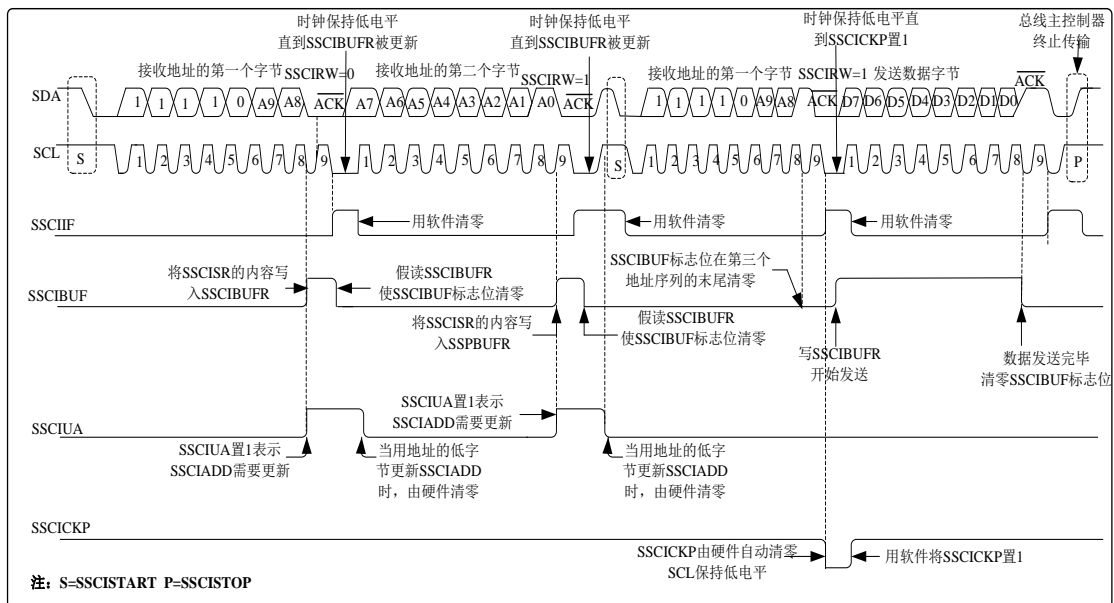 时钟保持低电平
直到SSCIBUFR被更新
时钟保持低电平
直到SSCIBUFR被更新
时钟保持低电平直
到SSCICKP置1
总线主控制器
终止传输
接收地址的第一个字节 SSCIRW=0 接收地址的第二个字节 SSCIRW=1 接收地址的第一个字节 SSCIRW=1 发送数据字节 ACK
SDA 1 1 1 1 0 A9 A8 ACK A7 A6 A5 A4 A3 A2 A1 A0 ACK 1 1 1 1 0 A9 A8 ACK D7 D6 D5 D4 D3 D2 D1 D0
SCL S 1 2 3 4 5 6 7 8 9 1 2 3 4 5 6 7 8 9 S 1 2 3 4 5 6 7 8 9 1 2 3 4 5 6 7 8 9 P
SSCIIF 用软件清零 用软件清零 用软件清零
SSCIBUF
将SSCISR的内容写
入SSCIBUFR
假读SSCIBUFR
使SSCIBUF标志位清零
将SSCISR的内容写
入SSPBUFR
假读SSCIBUFR
使SSCIBUF标志位清零
SSCIBUF标志位在第三个
地址序列的末尾清零
写SSCIBUFR
开始发送
数据发送完毕
清零SSCIBUF标志位
SSCIUA
SSCIUA置1表示
SSCIADD需要更新
当用地址的低字
节更新SSCIADD
时，由硬件清零
SSCIUA置1表示
SSCIADD需要更新
当用地址的低字
节更新SSCIADD
时，由硬件清零
SSCICKP
SSCICKP由硬件自动清零
SCL保持低电平
用软件将SSCICKP置1
注: S=SSCISTART P=SSCISTOP